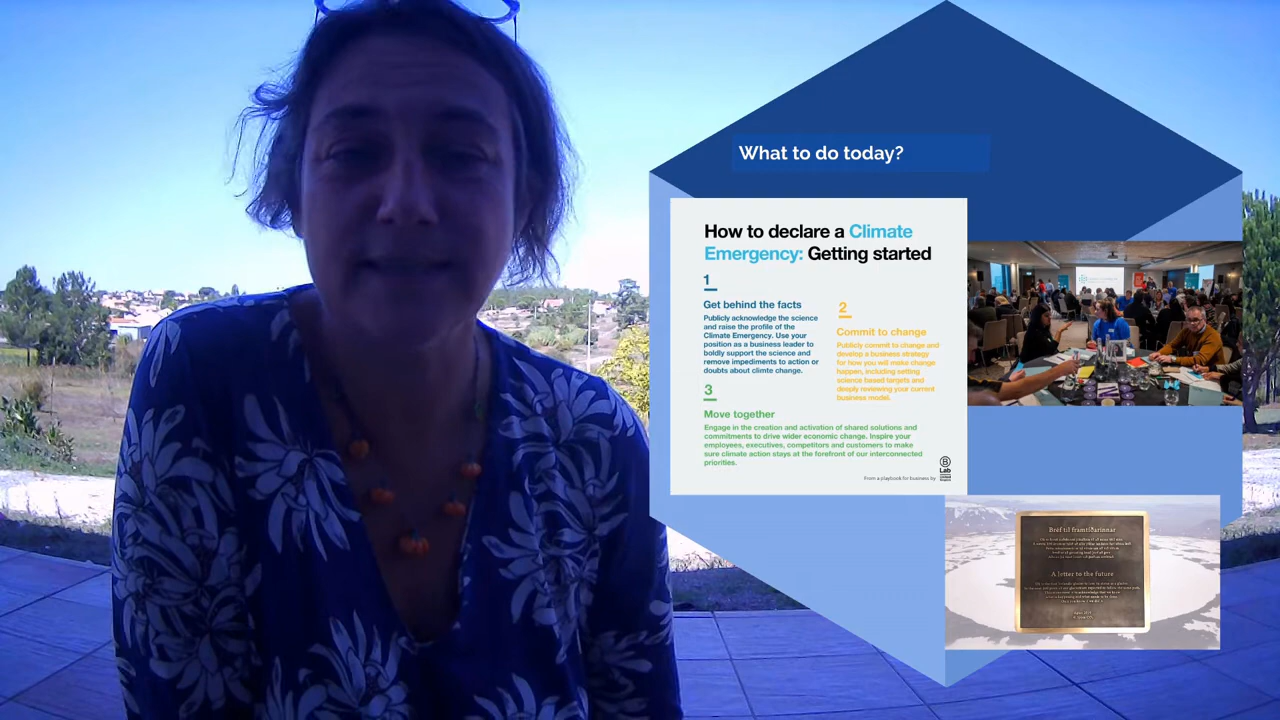 What to do today?
How to declare a Climate
Emergency: Getting started
1
Get behind the facts
Publicly acknowledge the science
and raise the profile of the
Climate Emergency. Use your
position as a business leader to
boldly support the science and
remove impediments to action or
doubts about climte change.
2
Commit to change
Publicly commit to change and
develop a business strategy
for how you will make change
happen, including setting
science based targets and
deeply reviewing your current
business model.
3
Move together
Engage in the creation and activation of shared solutions and
commitments to drive wider economic change. Inspire your
employees, executives, competitors and customers to make
sure climate action stays at the forefront of our interconnected
priorities.
From a playbook for business by
B
Lab
Bréf til framtíðarinnar
A letter to the future